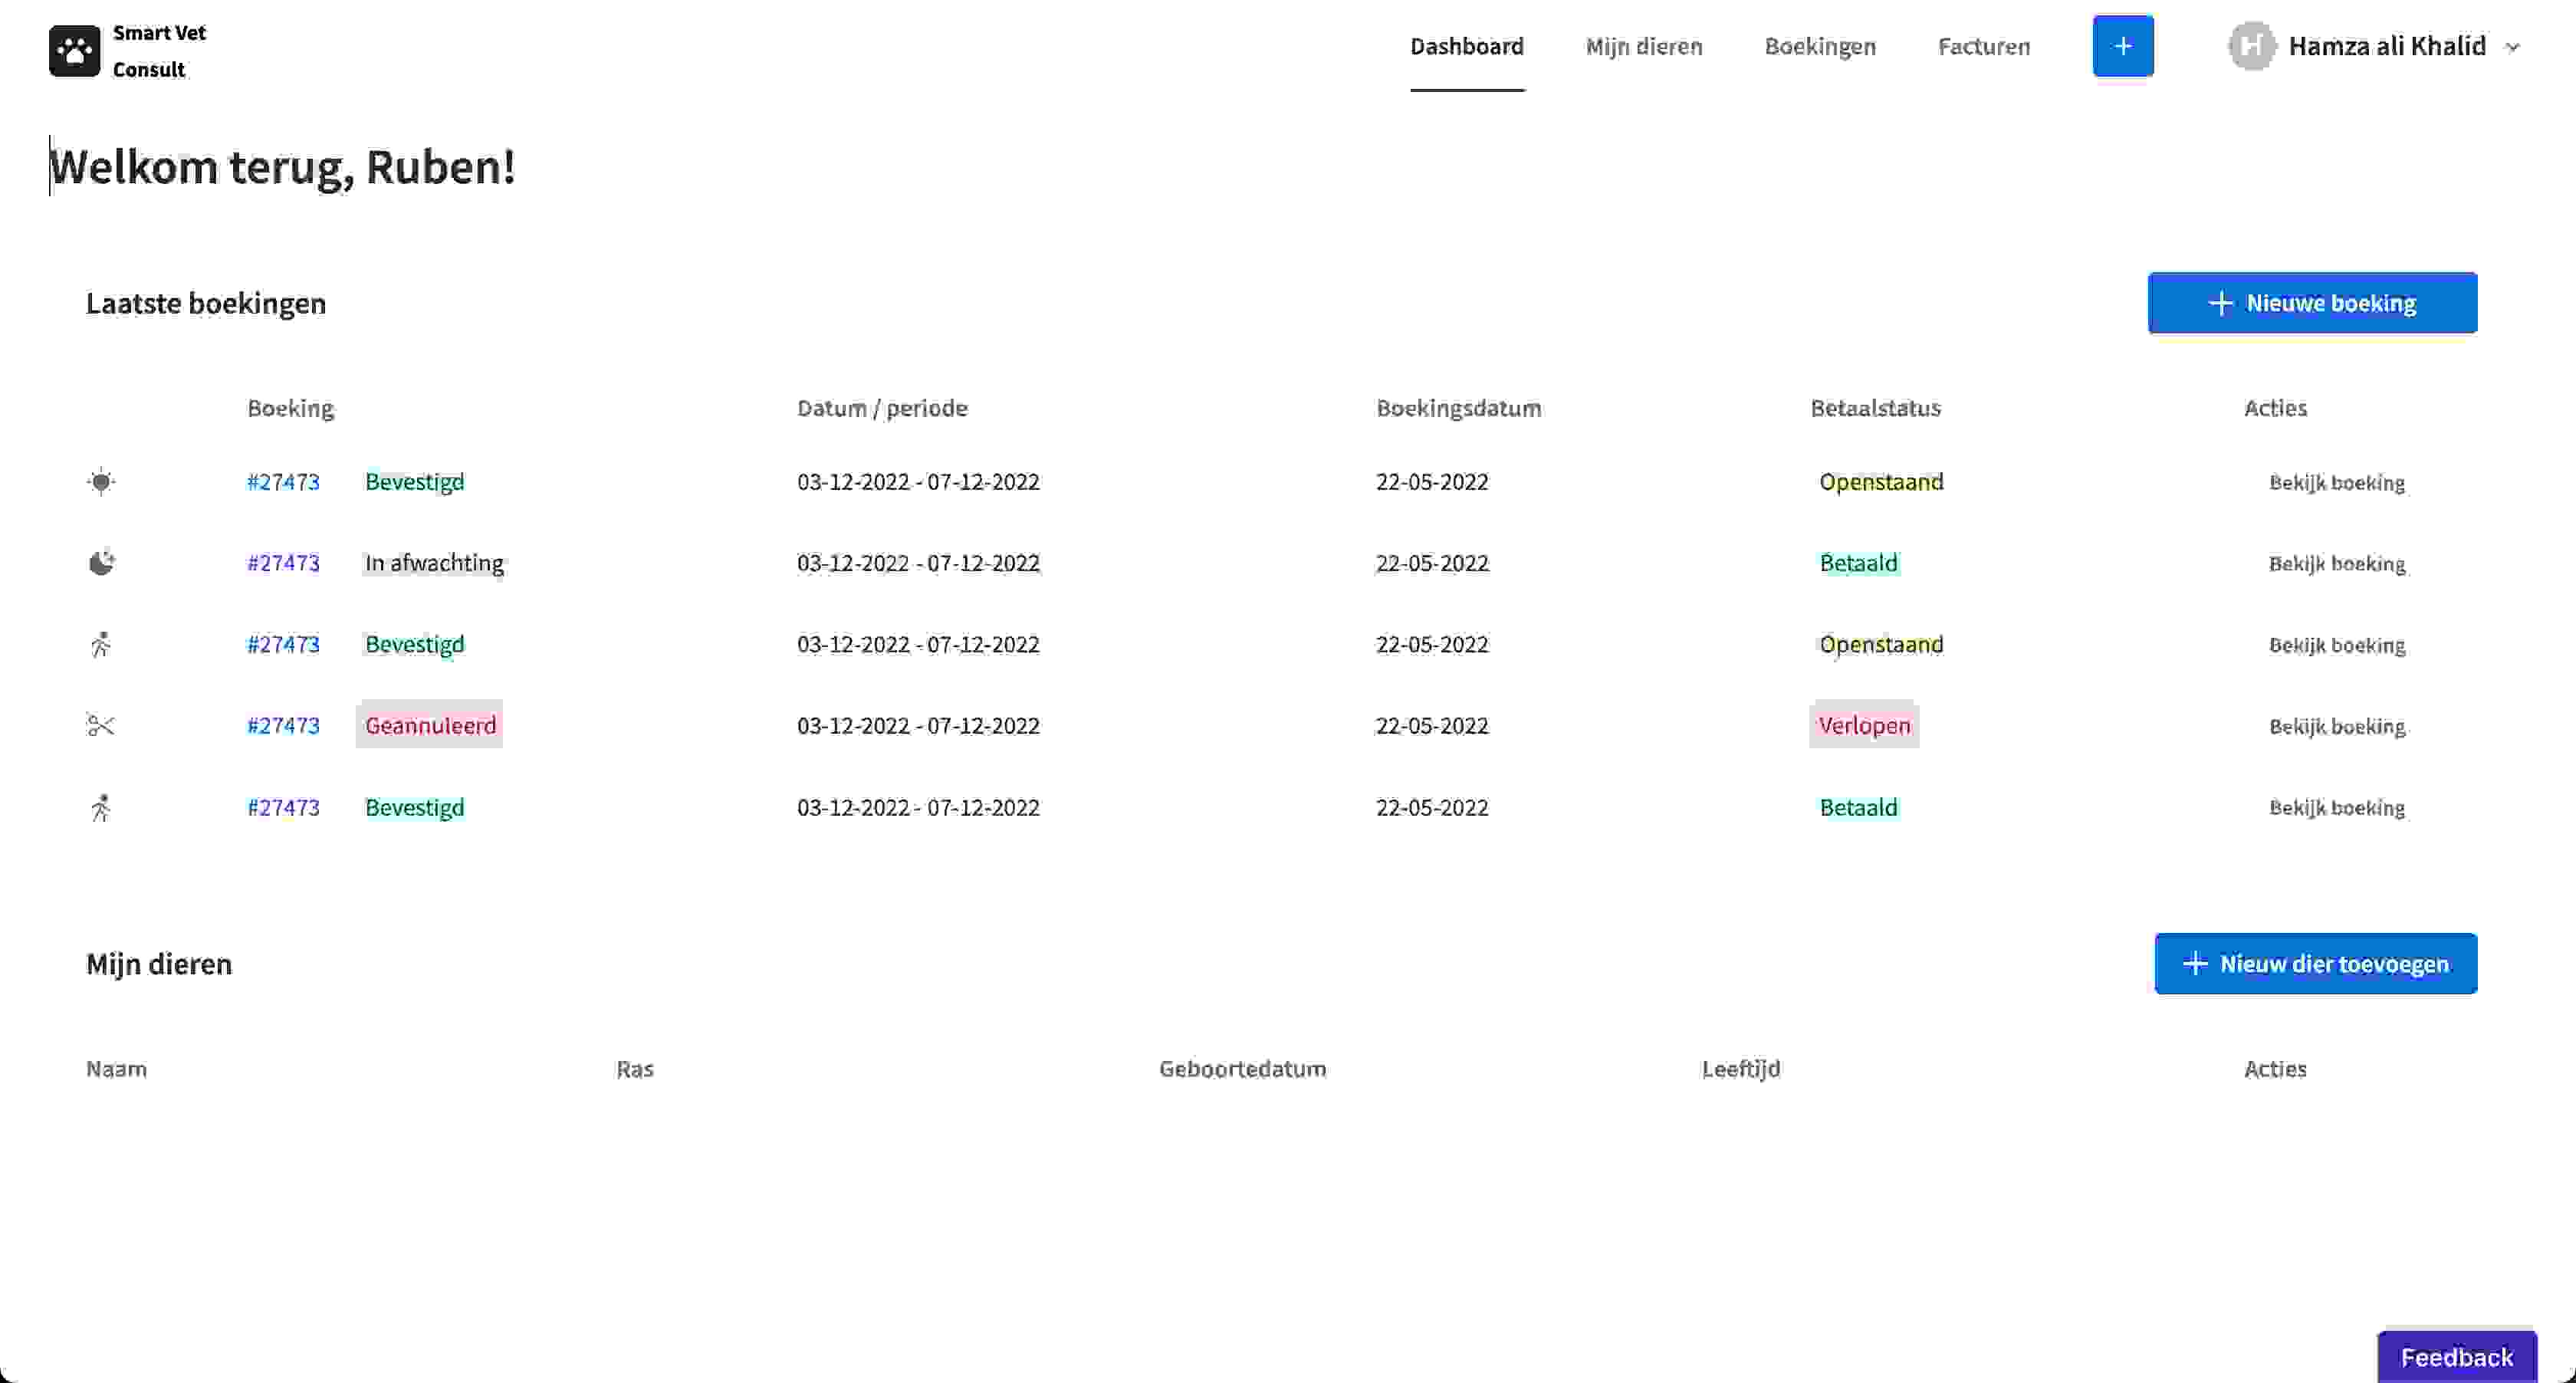 Smart Vet
Consult
Dashboard Mijn dieren Boekingen Facturen + H Hamza ali Khalid
Welkom terug, Ruben!
Laatste boekingen + Nieuwe boeking
Boeking Datum / periode Boekingsdatum Betaalstatus Acties
#27473 Bevestigd 03-12-2022 - 07-12-2022 22-05-2022 Openstaand Bekijk boeking
#27473 In afwachting 03-12-2022 - 07-12-2022 22-05-2022 Betaald Bekijk boeking
#27473 Bevestigd 03-12-2022 - 07-12-2022 22-05-2022 Openstaand Bekijk boeking
#27473 Geannuleerd 03-12-2022 - 07-12-2022 22-05-2022 Verlopen Bekijk boeking
#27473 Bevestigd 03-12-2022 - 07-12-2022 22-05-2022 Betaald Bekijk boeking
Mijn dieren + Nieuw dier toevoegen
Naam Ras Geboortedatum Leeftijd Acties
Feedback